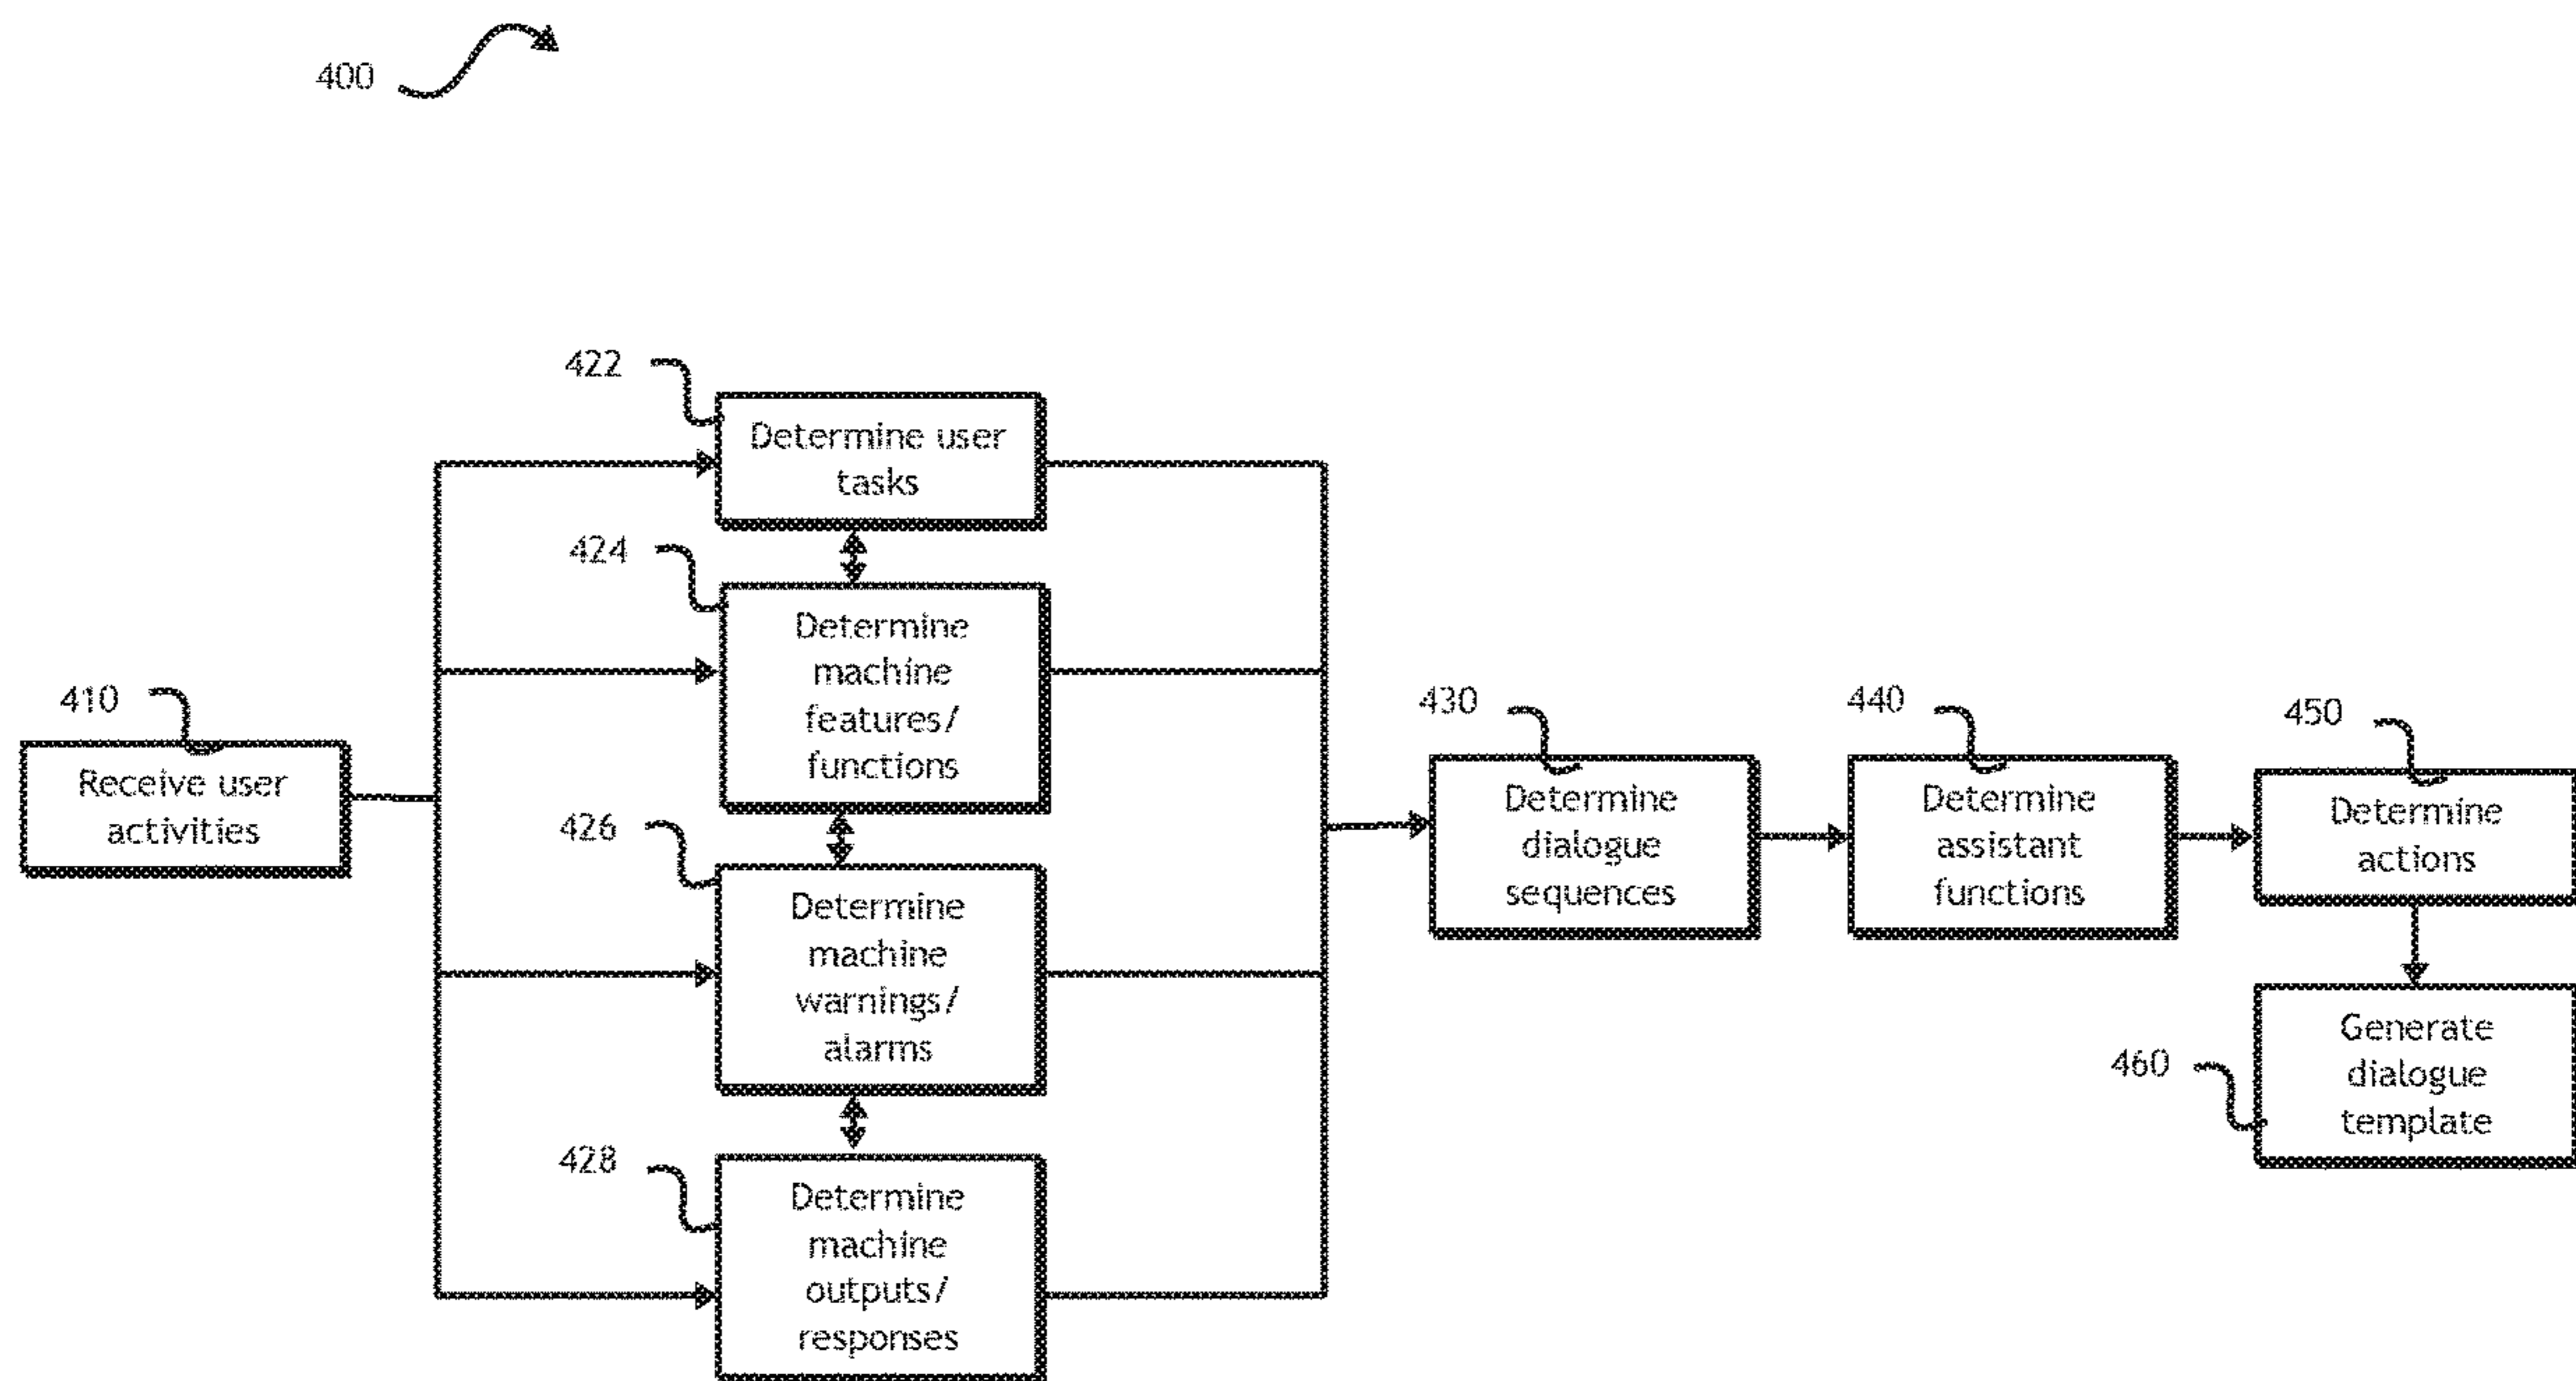 400
422
Determine user
tasks
424
Determine
machine
features/
functions
410
Receive user
activities
426
Determine
machine
warnings/
alarms
428
Determine
machine
outputs/
responses
430
Determine
dialogue
sequences
440
Determine
assistant
functions
450
Determine
actions
460
Generate
dialogue
template